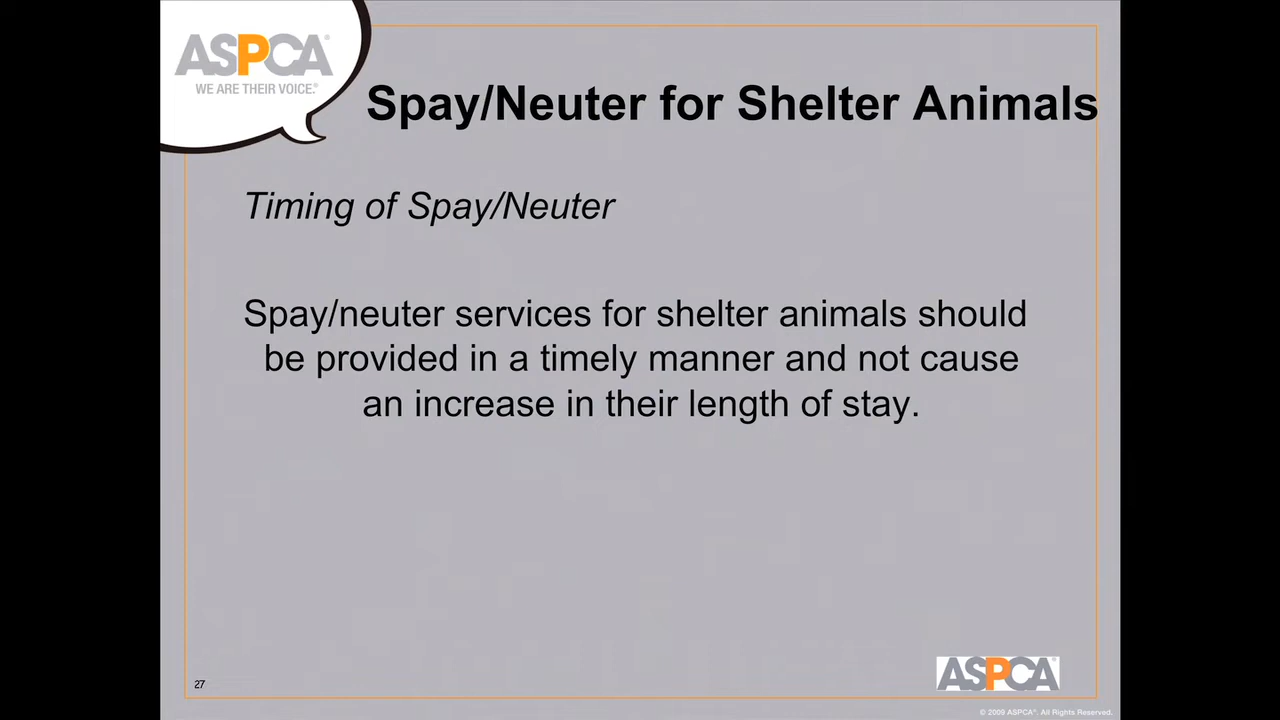 ASPCA®
WE ARE THEIR VOICE.®
Spay/Neuter for Shelter Animals
Timing of Spay/Neuter
Spay/neuter services for shelter animals should
be provided in a timely manner and not cause
an increase in their length of stay.
27
ASPCA®
© 2009 ASPCA®. All Rights Reserved.